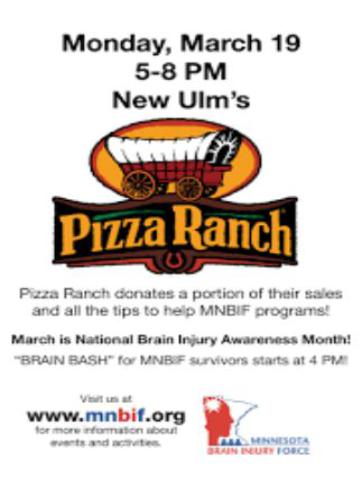 Monday, March 19
5-8 PM
New Ulm's
Pizza Ranch
Pizza Ranch donates a portion of their sales
and all the tips to help MNBIF programs!
March is National Brain Injury Awareness Month!
"BRAIN BASH" for MNBIF survivors starts at 4 PM!
Visit us at
www.mnbif.org
for more information about
events and activities.
MINNESOTA
BRAIN INJURY FORCE